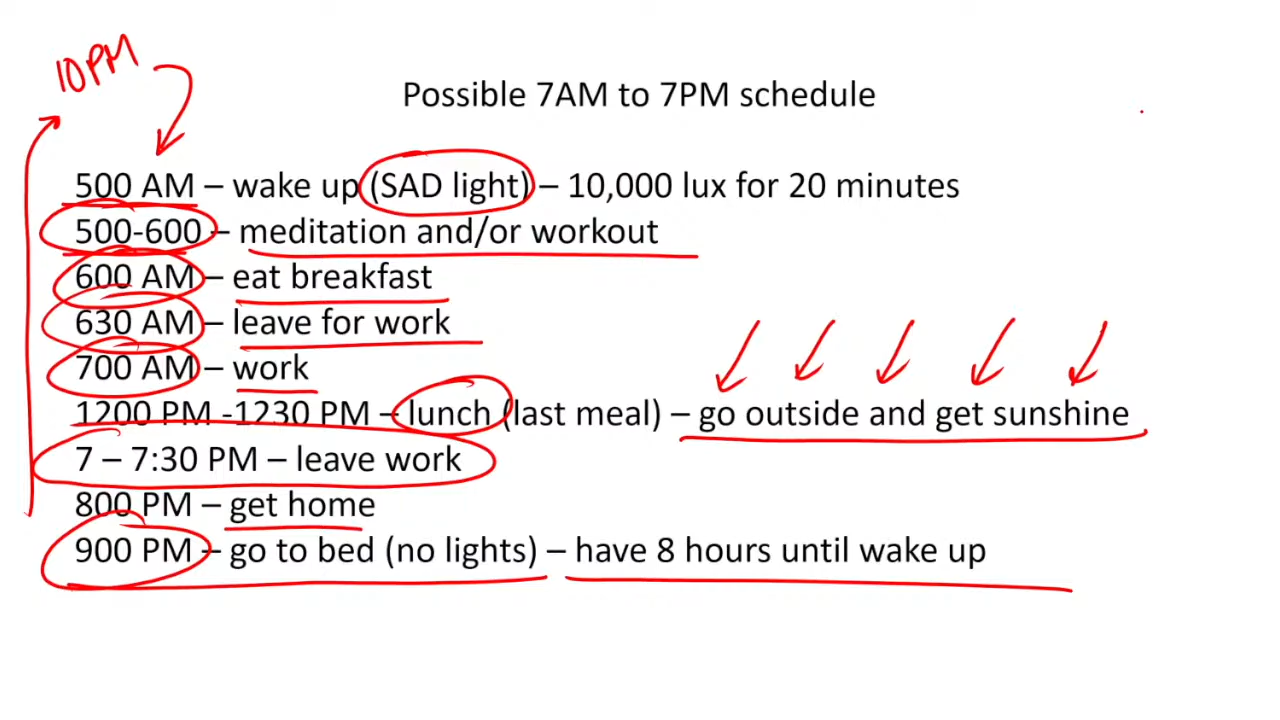 10PM
Possible 7AM to 7PM schedule
500 AM – wake up (SAD light) – 10,000 lux for 20 minutes
500-600 – meditation and/or workout
600 AM – eat breakfast
630 AM – leave for work
700 AM – work
1200 PM -1230 PM – lunch (last meal) – go outside and get sunshine
7 – 7:30 PM – leave work
800 PM – get home
900 PM – go to bed (no lights) – have 8 hours until wake up